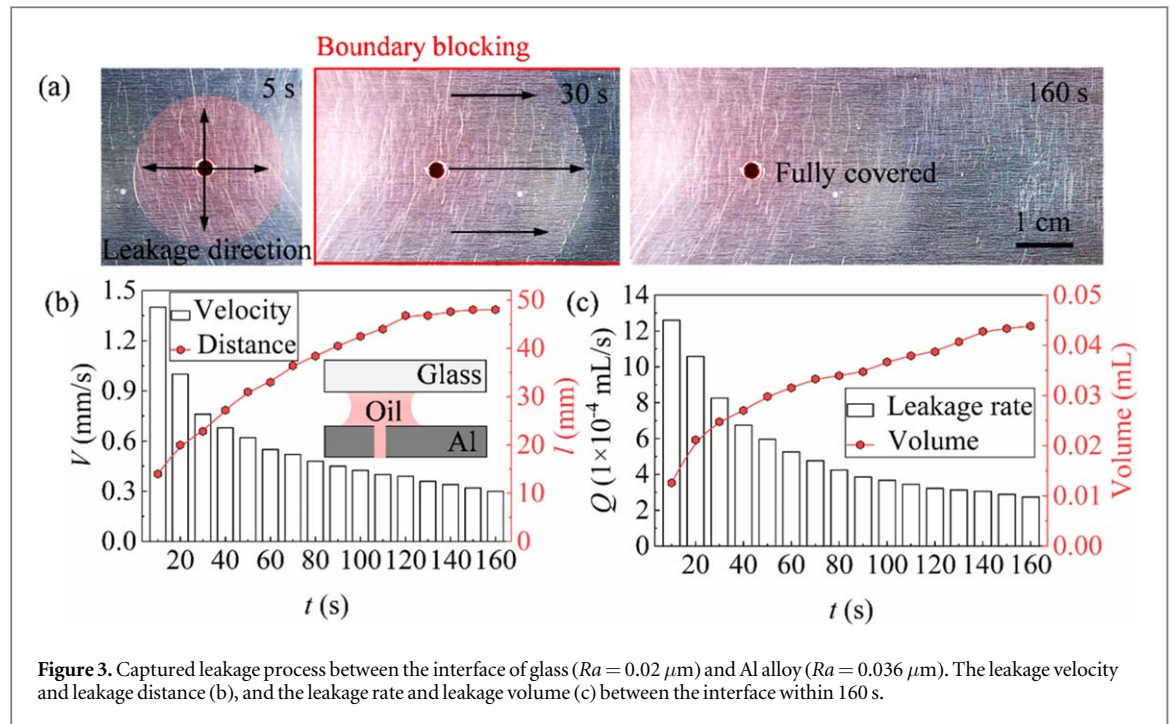 Boundary blocking
(a)
5 s
Leakage direction
30 s
160 s
Fully covered
1 cm
(b)
1.5
1.2
0.9
0.6
0.3
0.0
V (mm/s)
Velocity
Distance
Glass
Oil
Al
50
40
30
20
10
0
l (mm)
20 40 60 80 100 120 140 160
t (s)
(c)
14
12
10
8
6
4
2
0
Q (1×10⁻⁴ mL/s)
Leakage rate
Volume
0.05
0.04
0.03
0.02
0.01
0.00
Volume (mL)
20 40 60 80 100 120 140 160
t (s)
Figure 3. Captured leakage process between the interface of glass (Ra = 0.02 μm) and Al alloy (Ra = 0.036 μm). The leakage velocity
and leakage distance (b), and the leakage rate and leakage volume (c) between the interface within 160 s.